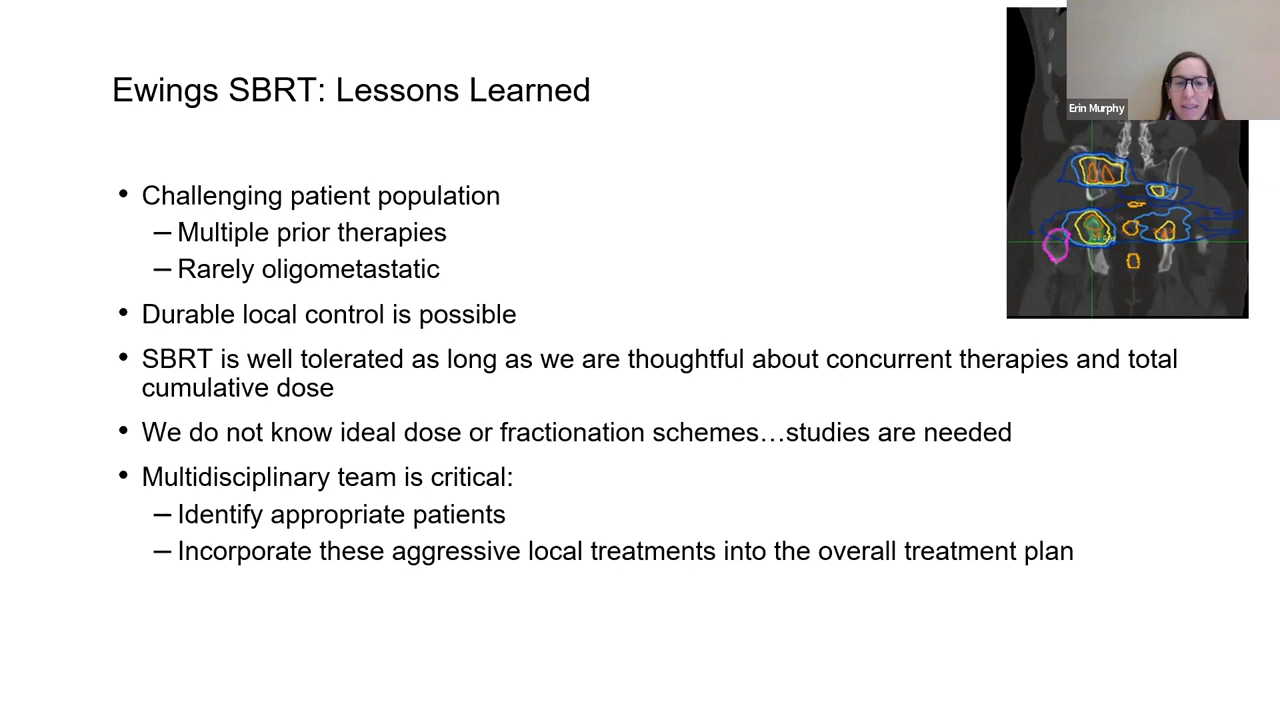 Ewings SBRT: Lessons Learned
Erin Murphy
• Challenging patient population
– Multiple prior therapies
– Rarely oligometastatic
• Durable local control is possible
• SBRT is well tolerated as long as we are thoughtful about concurrent therapies and total
cumulative dose
• We do not know ideal dose or fractionation schemes…studies are needed
• Multidisciplinary team is critical:
– Identify appropriate patients
– Incorporate these aggressive local treatments into the overall treatment plan